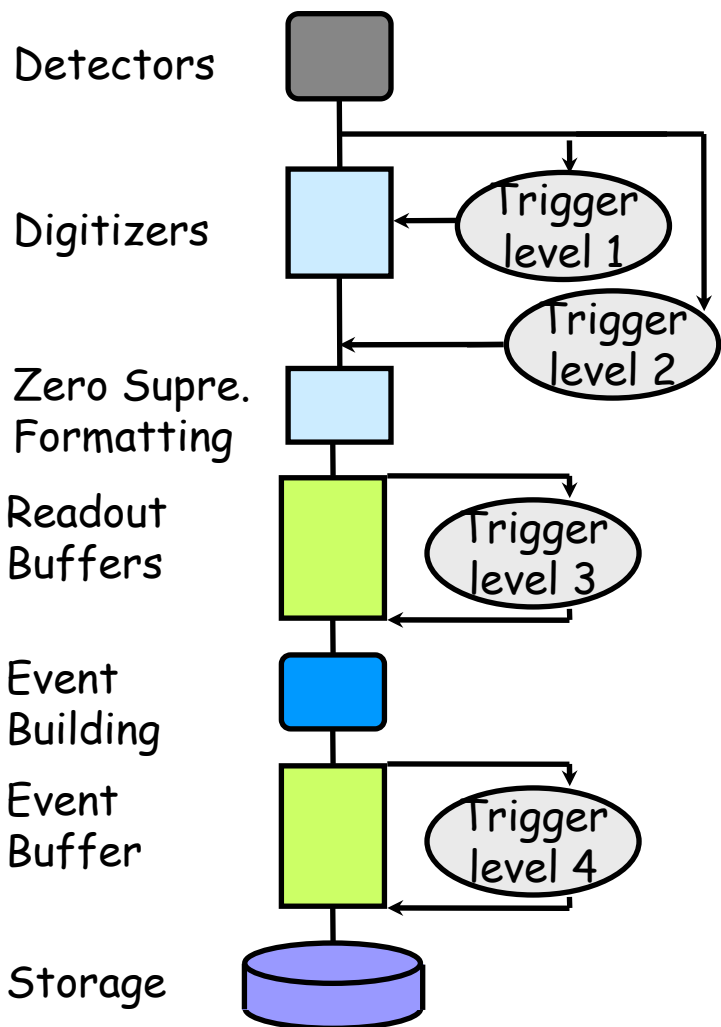 Detectors
Digitizers
Trigger
level 1
Trigger
level 2
Zero Supre.
Formatting
Readout
Buffers
Trigger
level 3
Event
Building
Event
Buffer
Trigger
level 4
Storage